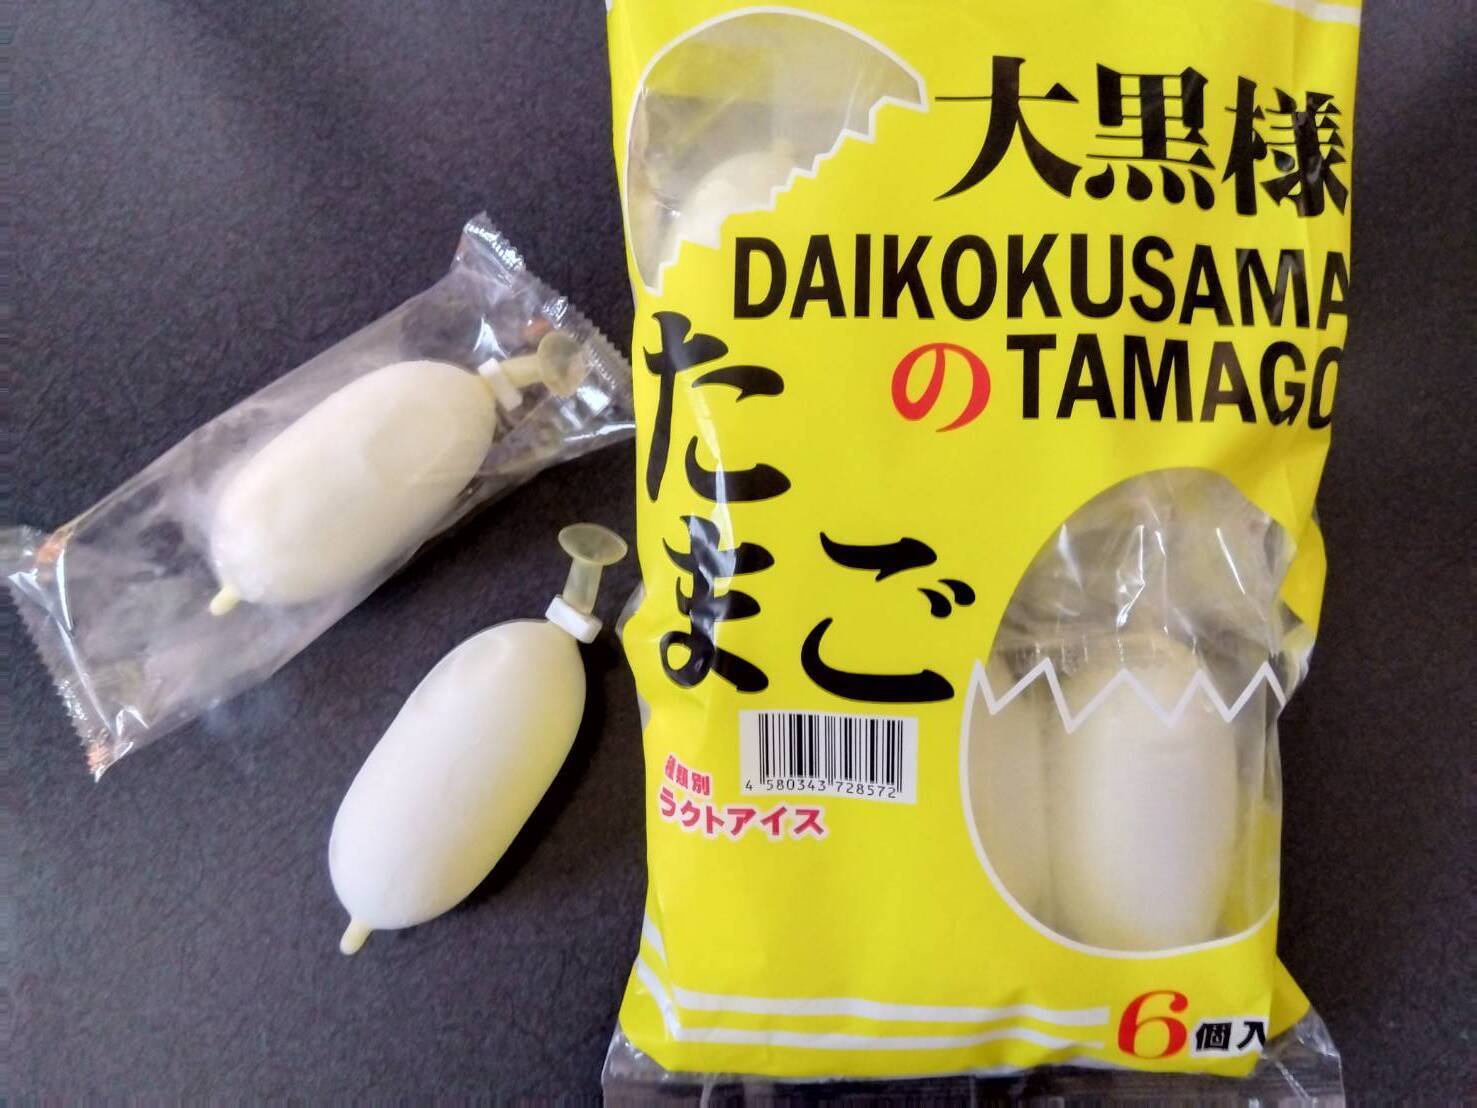 大黒様
DAIKOKUSAMA
の TAMAGO
たまご
4 580343 728572
種類別
ラクトアイス
6個入